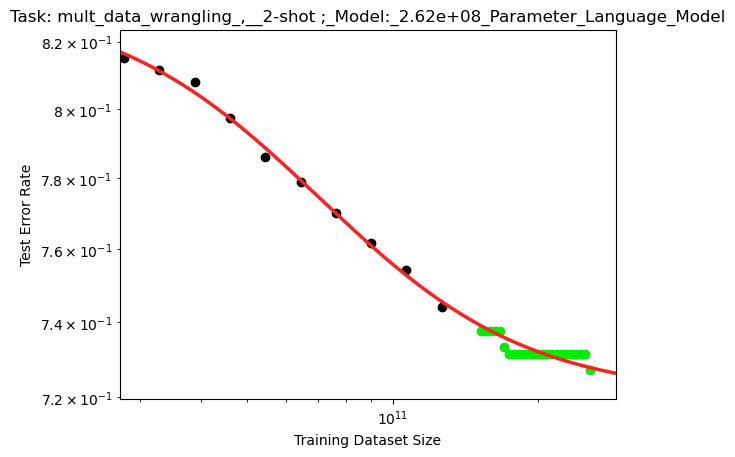 Task: mult_data_wrangling_,__2-shot ;_Model:_2.62e+08_Parameter_Language_Model
8.2 × 10⁻¹
8 × 10⁻¹
7.8 × 10⁻¹
7.6 × 10⁻¹
7.4 × 10⁻¹
7.2 × 10⁻¹
Test Error Rate
10¹¹
Training Dataset Size